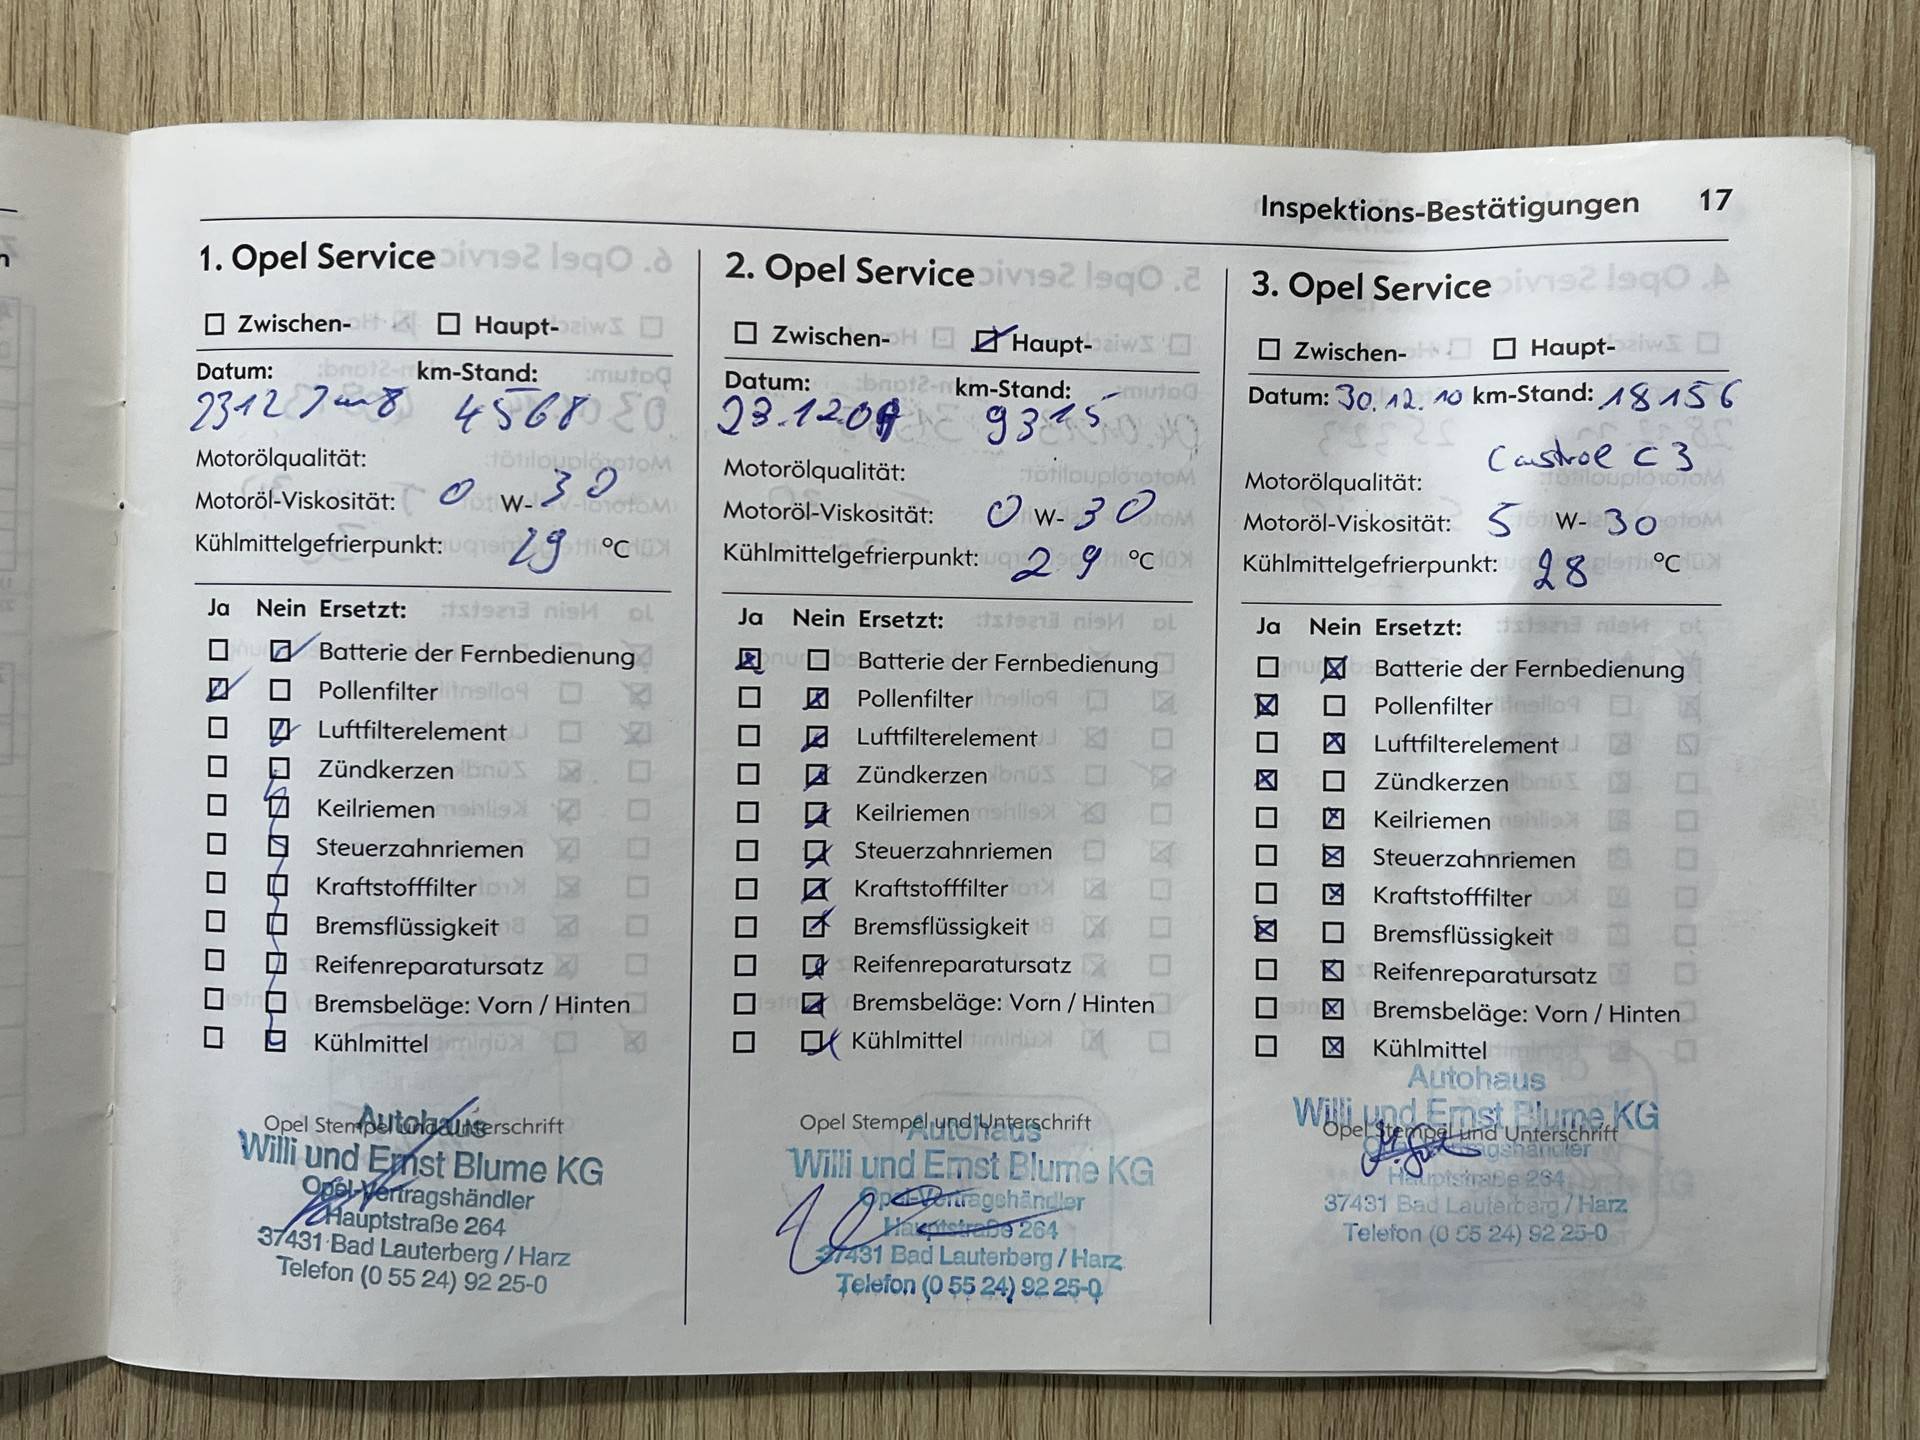 Inspektions-Bestätigungen 17
1. Opel Service
Zwischen- Haupt-
Datum: km-Stand:
2312 2008 4568
Motorölqualität:
Motoröl-Viskosität: 0 W-30
Kühlmittelgefrierpunkt: 29 °C
Ja Nein Ersetzt:
Batterie der Fernbedienung
Pollenfilter
Luftfilterelement
Zündkerzen
Keilriemen
Steuerzahnriemen
Kraftstofffilter
Bremsflüssigkeit
Reifenreparatursatz
Bremsbeläge: Vorn / Hinten
Kühlmittel
Opel Stempel und Unterschrift
Autohaus
Willi und Ernst Blume KG
Opel-Vertragshändler
Hauptstraße 264
37431 Bad Lauterberg / Harz
Telefon (0 55 24) 92 25-0
2. Opel Service
Zwischen- Haupt-
Datum: km-Stand:
23.1209 9315
Motorölqualität:
Motoröl-Viskosität: 0 W-30
Kühlmittelgefrierpunkt: 29 °C
Ja Nein Ersetzt:
Batterie der Fernbedienung
Pollenfilter
Luftfilterelement
Zündkerzen
Keilriemen
Steuerzahnriemen
Kraftstofffilter
Bremsflüssigkeit
Reifenreparatursatz
Bremsbeläge: Vorn / Hinten
Kühlmittel
Opel Stempel und Unterschrift
Autohaus
Willi und Ernst Blume KG
Opel-Vertragshändler
Hauptstraße 264
37431 Bad Lauterberg / Harz
Telefon (0 55 24) 92 25-0
3. Opel Service
Zwischen- Haupt-
Datum: 30.12.10 km-Stand: 18156
Castrol C3
Motorölqualität:
Motoröl-Viskosität: 5 W-30
Kühlmittelgefrierpunkt: 28 °C
Ja Nein Ersetzt:
Batterie der Fernbedienung
Pollenfilter
Luftfilterelement
Zündkerzen
Keilriemen
Steuerzahnriemen
Kraftstofffilter
Bremsflüssigkeit
Reifenreparatursatz
Bremsbeläge: Vorn / Hinten
Kühlmittel
Autohaus
Willi und Ernst Blume KG
Opel Stempel und Unterschrift
Opel-Vertragshändler
Hauptstraße 264
37431 Bad Lauterberg / Harz
Telefon (0 55 24) 92 25-0